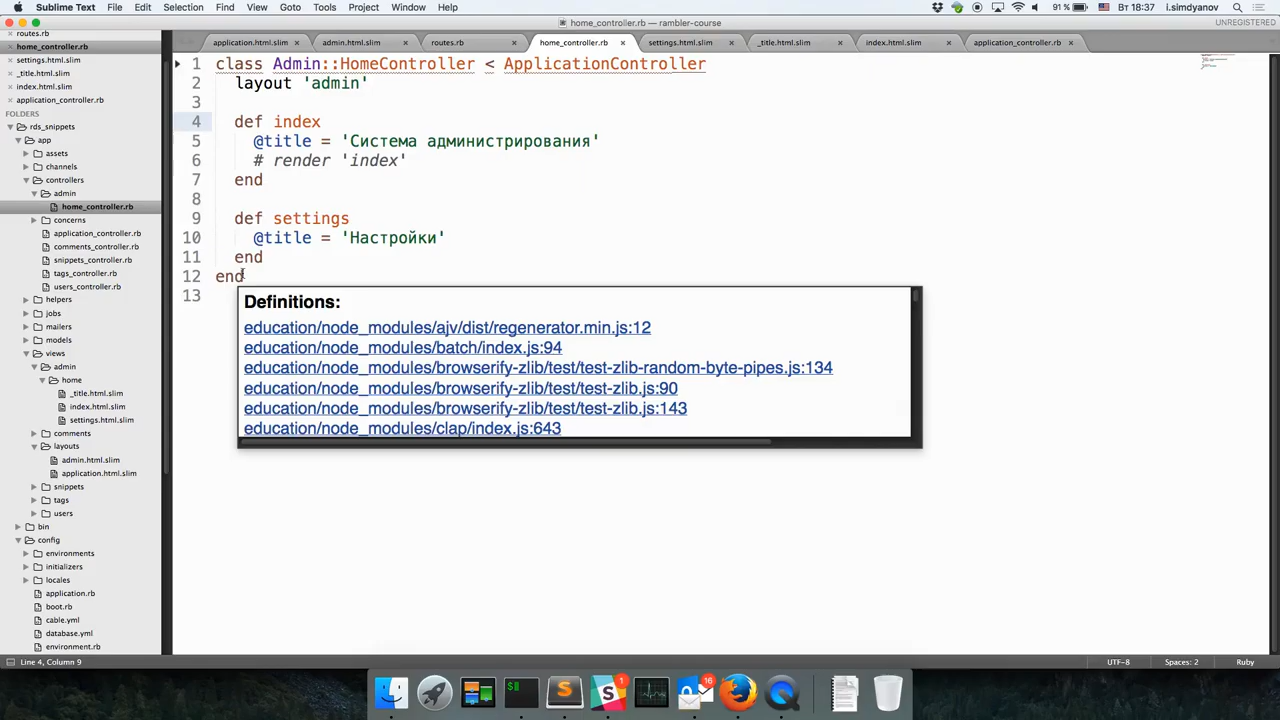 Sublime Text File Edit Selection Find View Goto Tools Project Window Help 91 % Вт 18:37 i.simdyanov
home_controller.rb — rambler-course UNREGISTERED
routes.rb
home_controller.rb
settings.html.slim
_title.html.slim
index.html.slim
application_controller.rb
FOLDERS
rds_snippets
app
assets
channels
controllers
admin
home_controller.rb
concerns
application_controller.rb
comments_controller.rb
snippets_controller.rb
tags_controller.rb
users_controller.rb
helpers
jobs
mailers
models
views
admin
home
_title.html.slim
index.html.slim
settings.html.slim
comments
layouts
admin.html.slim
application.html.slim
snippets
tags
users
bin
config
environments
initializers
locales
application.rb
boot.rb
cable.yml
database.yml
environment.rb
application.html.slim admin.html.slim routes.rb home_controller.rb settings.html.slim _title.html.slim index.html.slim application_controller.rb
1 class Admin::HomeController < ApplicationController
2 layout 'admin'
3
4 def index
5 @title = 'Система администрирования'
6 # render 'index'
7 end
8
9 def settings
10 @title = 'Настройки'
11 end
12 end
13
Definitions:
education/node_modules/ajv/dist/regenerator.min.js:12
education/node_modules/batch/index.js:94
education/node_modules/browserify-zlib/test/test-zlib-random-byte-pipes.js:134
education/node_modules/browserify-zlib/test/test-zlib.js:90
education/node_modules/browserify-zlib/test/test-zlib.js:143
education/node_modules/clap/index.js:643
Line 4, Column 9 UTF-8 Spaces: 2 Ruby
1 16